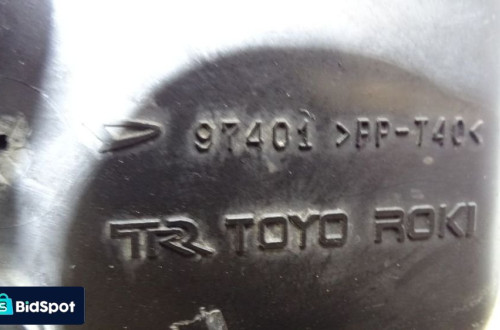 97401 >PP-T40<
TR TOYO ROKI
BidSpot